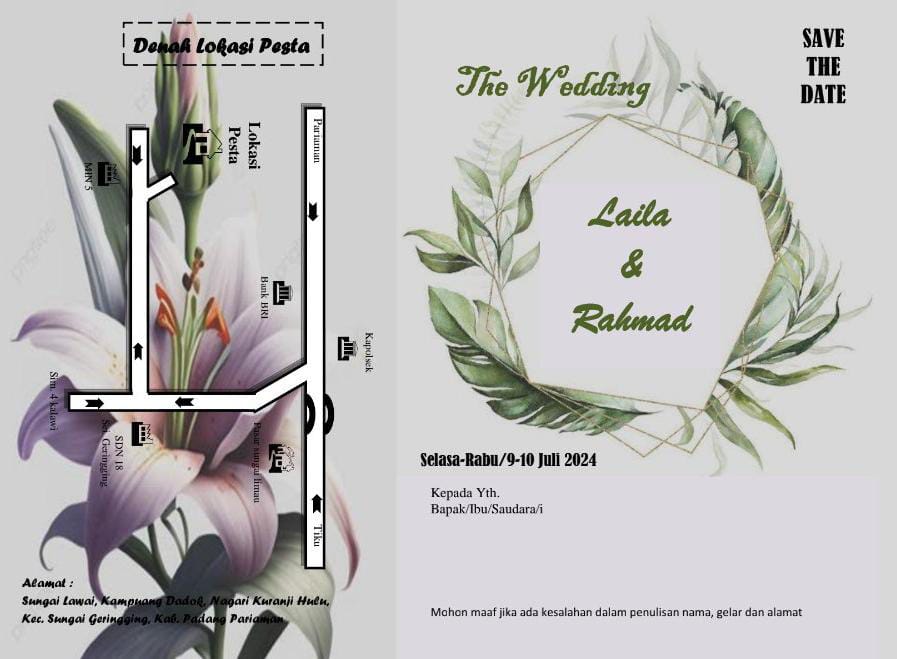 Denah Lokasi Pesta
Lokasi
Pesta
Pariaman
MIN 5
Bank BRI
Kapolsek
Sim. 4 kalawi
SDN 18
Sei. Geringging
Pasar sungai limau
Tiku
Alamat :
Sungai Lawai, Kampuang Dadok, Nagari Kuranji Hulu,
Kec. Sungai Geringging, Kab. Padang Pariaman
SAVE
THE
DATE
The Wedding
Laila
&
Rahmad
Selasa-Rabu/9-10 Juli 2024
Kepada Yth.
Bapak/Ibu/Saudara/i
Mohon maaf jika ada kesalahan dalam penulisan nama, gelar dan alamat